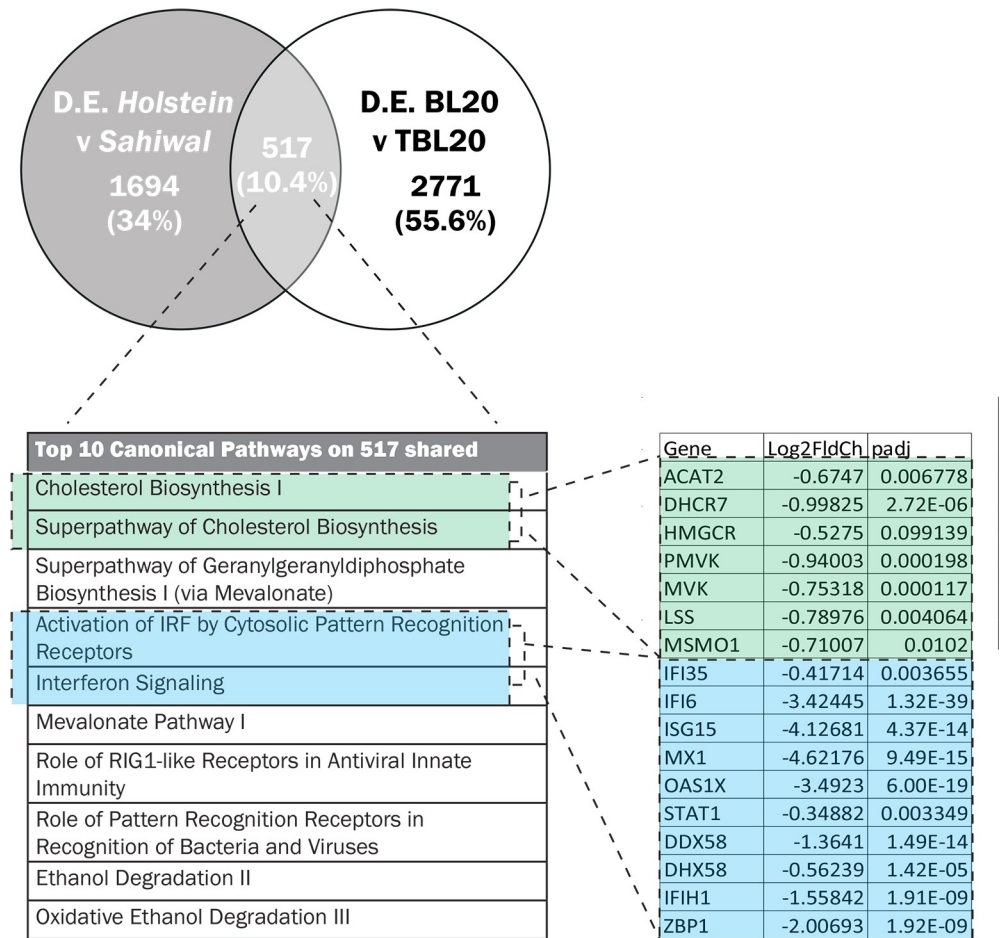 D.E. Holstein
v Sahiwal
1694
(34%)
517
(10.4%)
D.E. BL20
v TBL20
2771
(55.6%)
Top 10 Canonical Pathways on 517 shared
Cholesterol Biosynthesis I
Superpathway of Cholesterol Biosynthesis
Superpathway of Geranylgeranyldiphosphate
Biosynthesis I (via Mevalonate)
Activation of IRF by Cytosolic Pattern Recognition
Receptors
Interferon Signaling
Mevalonate Pathway I
Role of RIG1-like Receptors in Antiviral Innate
Immunity
Role of Pattern Recognition Receptors in
Recognition of Bacteria and Viruses
Ethanol Degradation II
Oxidative Ethanol Degradation III
Gene Log2FldCh padj
ACAT2 -0.6747 0.006778
DHCR7 -0.99825 2.72E-06
HMGCR -0.5275 0.099139
PMVK -0.94003 0.000198
MVK -0.75318 0.000117
LSS -0.78976 0.004064
MSMO1 -0.71007 0.0102
IFI35 -0.41714 0.003655
IFI6 -3.42445 1.32E-39
ISG15 -4.12681 4.37E-14
MX1 -4.62176 9.49E-15
OAS1X -3.4923 6.00E-19
STAT1 -0.34882 0.003349
DDX58 -1.3641 1.49E-14
DHX58 -0.56239 1.42E-05
IFIH1 -1.55842 1.91E-09
ZBP1 -2.00693 1.92E-09